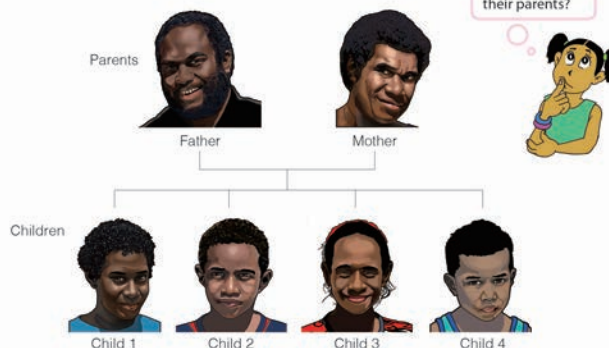 their parents?
Parents
Father
Mother
Children
Child 1
Child 2
Child 3
Child 4